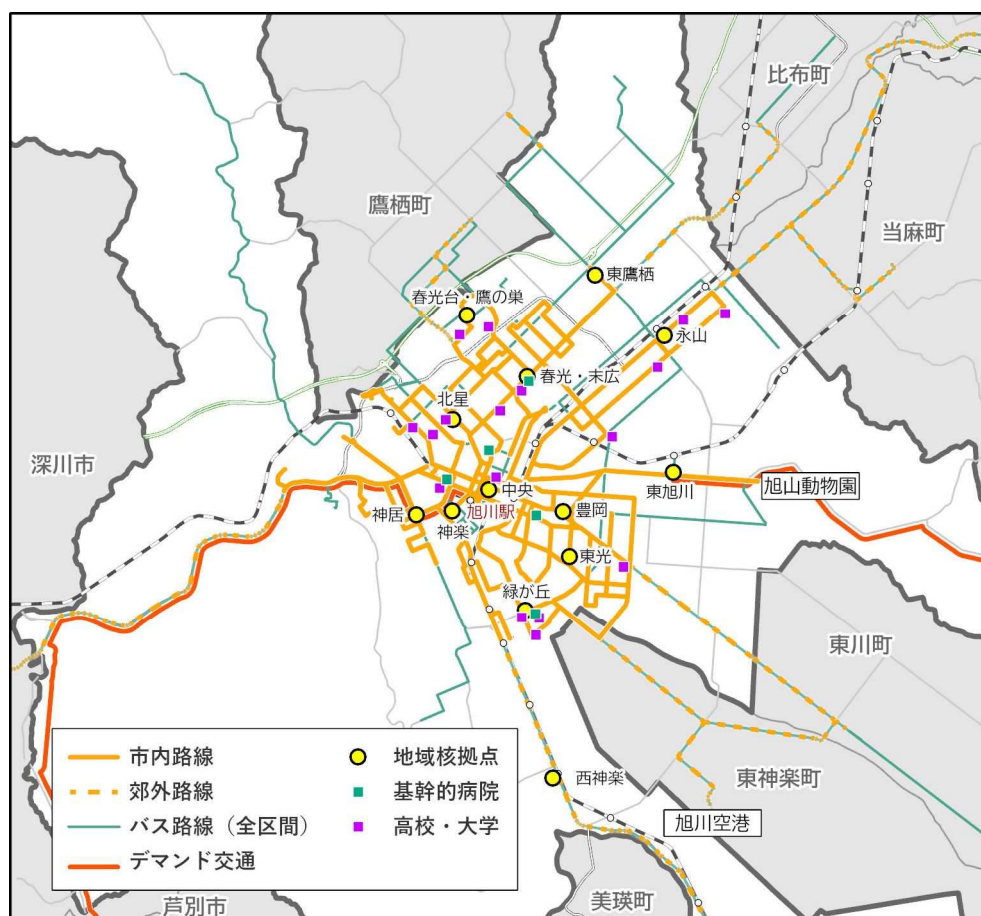 比布町
鷹栖町
当麻町
東鷹栖
春光台・鷹の巣
永山
春光・末広
北星
深川市
旭山動物園
東旭川
中央
旭川駅
豊岡
神居
神楽
東光
緑が丘
東川町
東神楽町
西神楽
旭川空港
美瑛町
芦別市
市内路線
郊外路線
バス路線（全区間）
デマンド交通
地域核拠点
基幹的病院
高校・大学